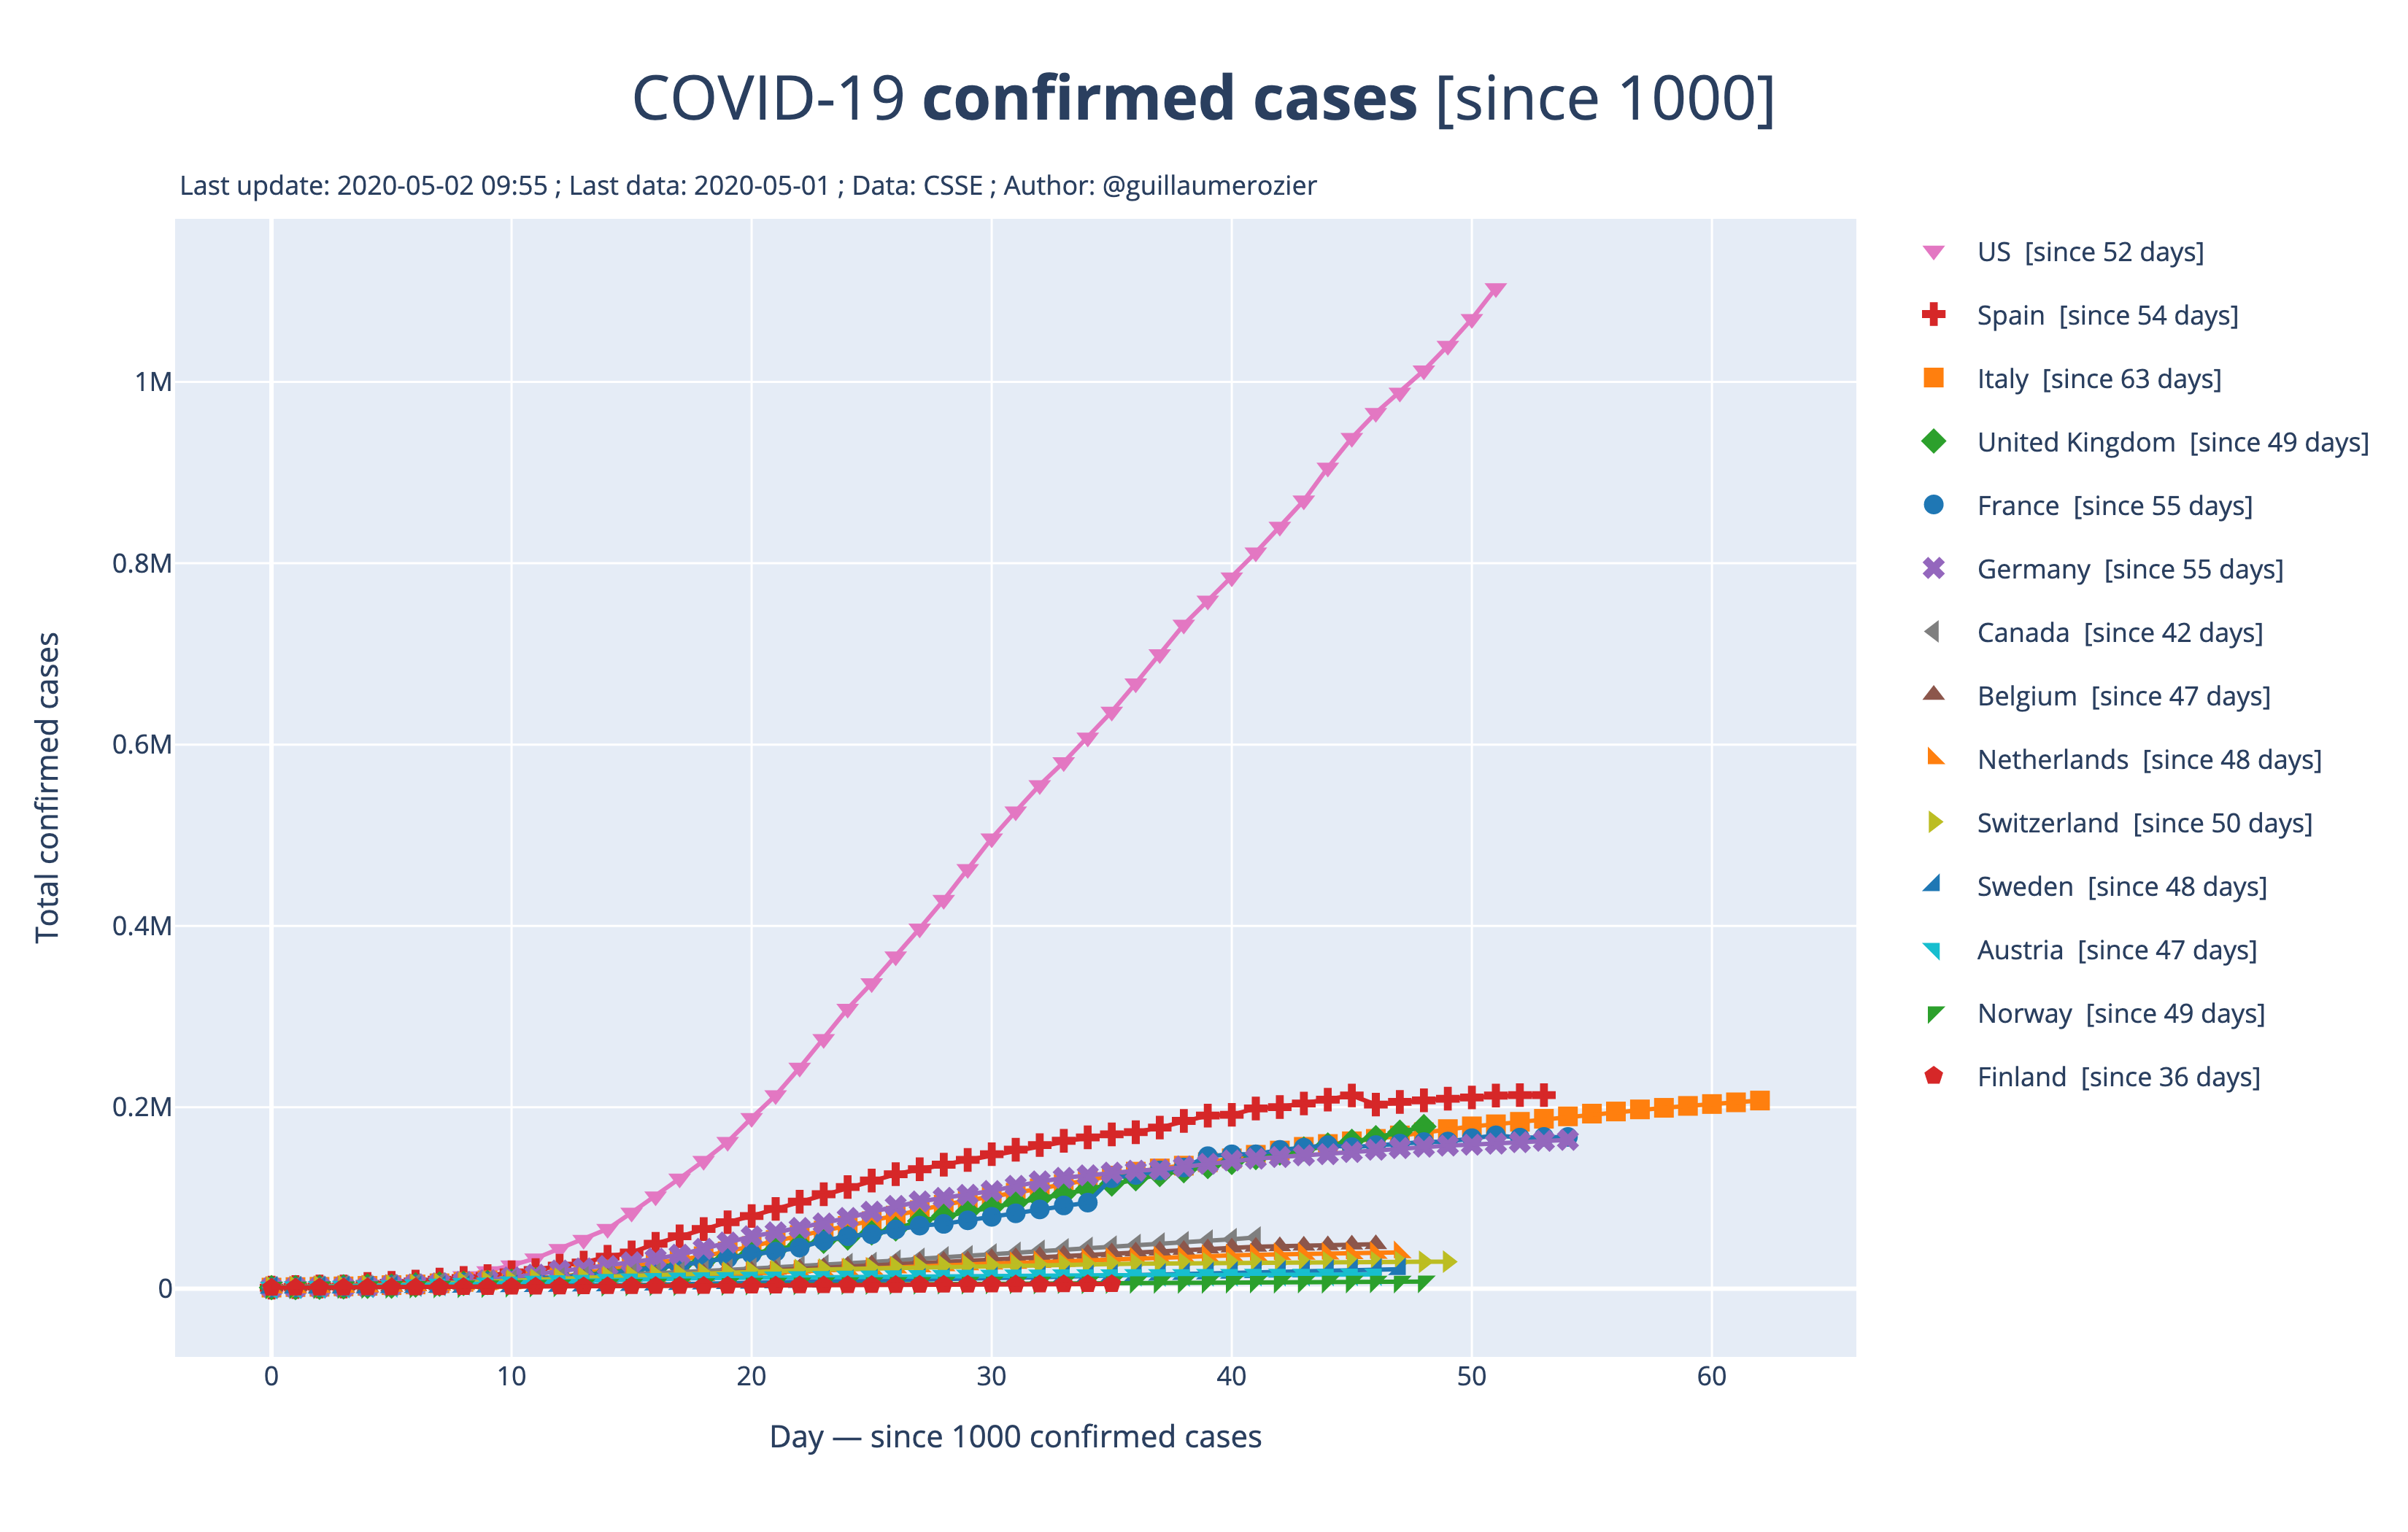 COVID-19 confirmed cases [since 1000]
Last update: 2020-05-02 09:55 ; Last data: 2020-05-01 ; Data: CSSE ; Author: @guillaumerozier
Total confirmed cases
1M
0.8M
0.6M
0.4M
0.2M
0
0 10 20 30 40 50 60
Day — since 1000 confirmed cases
US [since 52 days]
Spain [since 54 days]
Italy [since 63 days]
United Kingdom [since 49 days]
France [since 55 days]
Germany [since 55 days]
Canada [since 42 days]
Belgium [since 47 days]
Netherlands [since 48 days]
Switzerland [since 50 days]
Sweden [since 48 days]
Austria [since 47 days]
Norway [since 49 days]
Finland [since 36 days]